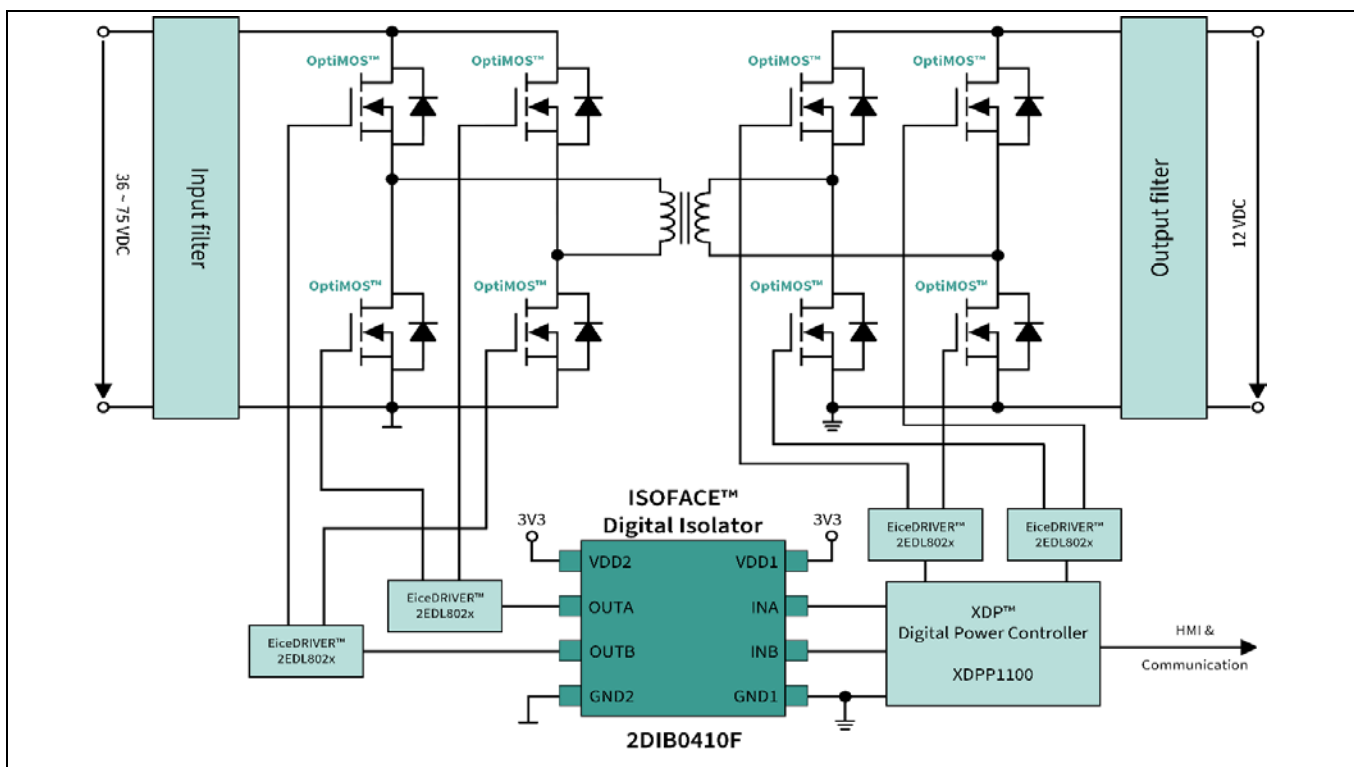 OptiMOS™
OptiMOS™
OptiMOS™
OptiMOS™
36 ~ 75 VDC
Input filter
Output filter
12 VDC
OptiMOS™
OptiMOS™
OptiMOS™
OptiMOS™
ISOFACE™
Digital Isolator
3V3
3V3
VDD2
VDD1
OUTA
INA
OUTB
INB
GND2
GND1
2DIB0410F
EiceDRIVER™
2EDL802x
EiceDRIVER™
2EDL802x
EiceDRIVER™
2EDL802x
EiceDRIVER™
2EDL802x
XDP™
Digital Power Controller
XDPP1100
HMI &
Communication